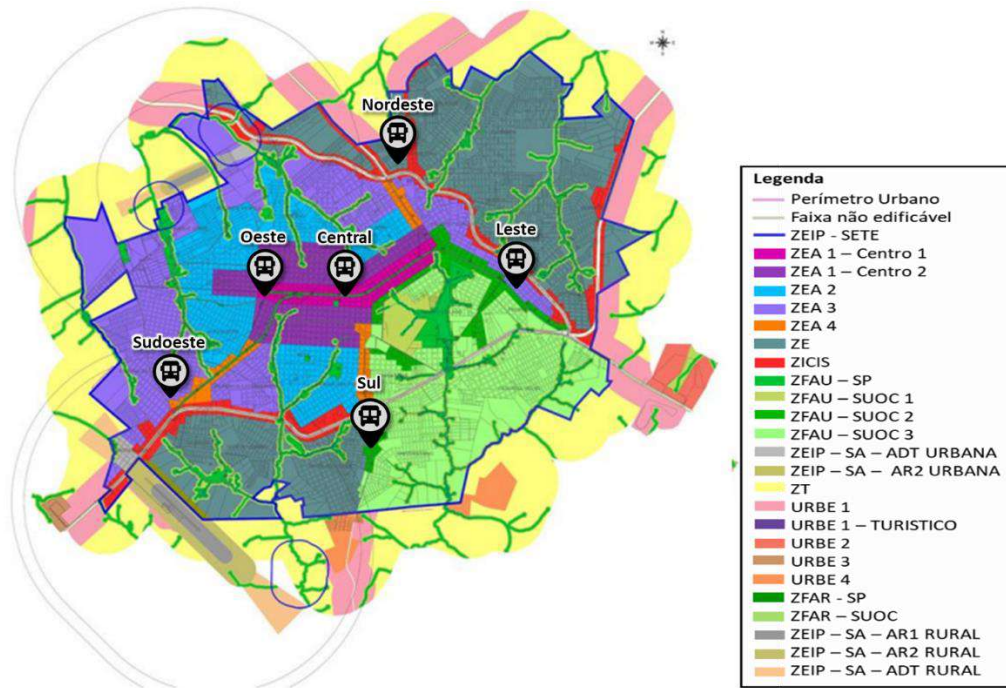 Nordeste
Oeste
Central
Leste
Sudoeste
Sul
Legenda
Perímetro Urbano
Faixa não edificável
ZEIP - SETE
ZEA 1 – Centro 1
ZEA 1 – Centro 2
ZEA 2
ZEA 3
ZEA 4
ZE
ZICIS
ZFAU – SP
ZFAU – SUOC 1
ZFAU – SUOC 2
ZFAU – SUOC 3
ZEIP – SA – ADT URBANA
ZEIP – SA – AR2 URBANA
ZT
URBE 1
URBE 1 – TURISTICO
URBE 2
URBE 3
URBE 4
ZFAR - SP
ZFAR – SUOC
ZEIP – SA – AR1 RURAL
ZEIP – SA – AR2 RURAL
ZEIP – SA – ADT RURAL